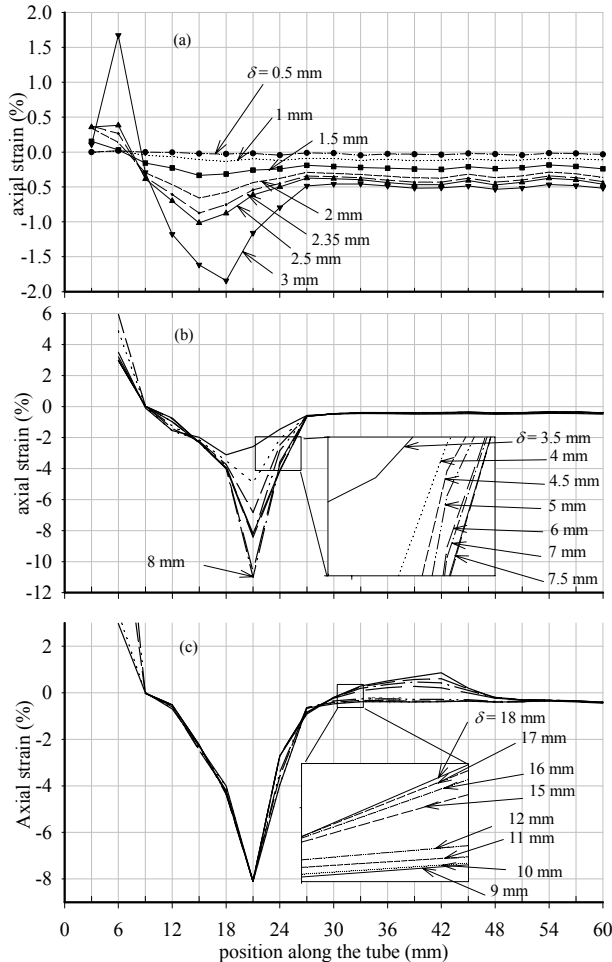 2.0
1.5
1.0
0.5
0.0
-0.5
-1.0
-1.5
-2.0
axial strain (%)
(a)
δ = 0.5 mm
1 mm
1.5 mm
2 mm
2.35 mm
2.5 mm
3 mm
6
4
2
0
-2
-4
-6
-8
-10
-12
axial strain (%)
(b)
δ = 3.5 mm
4 mm
4.5 mm
5 mm
6 mm
7 mm
7.5 mm
8 mm
2
0
-2
-4
-6
-8
Axial strain (%)
(c)
δ = 18 mm
17 mm
16 mm
15 mm
12 mm
11 mm
10 mm
9 mm
0 6 12 18 24 30 36 42 48 54 60
position along the tube (mm)